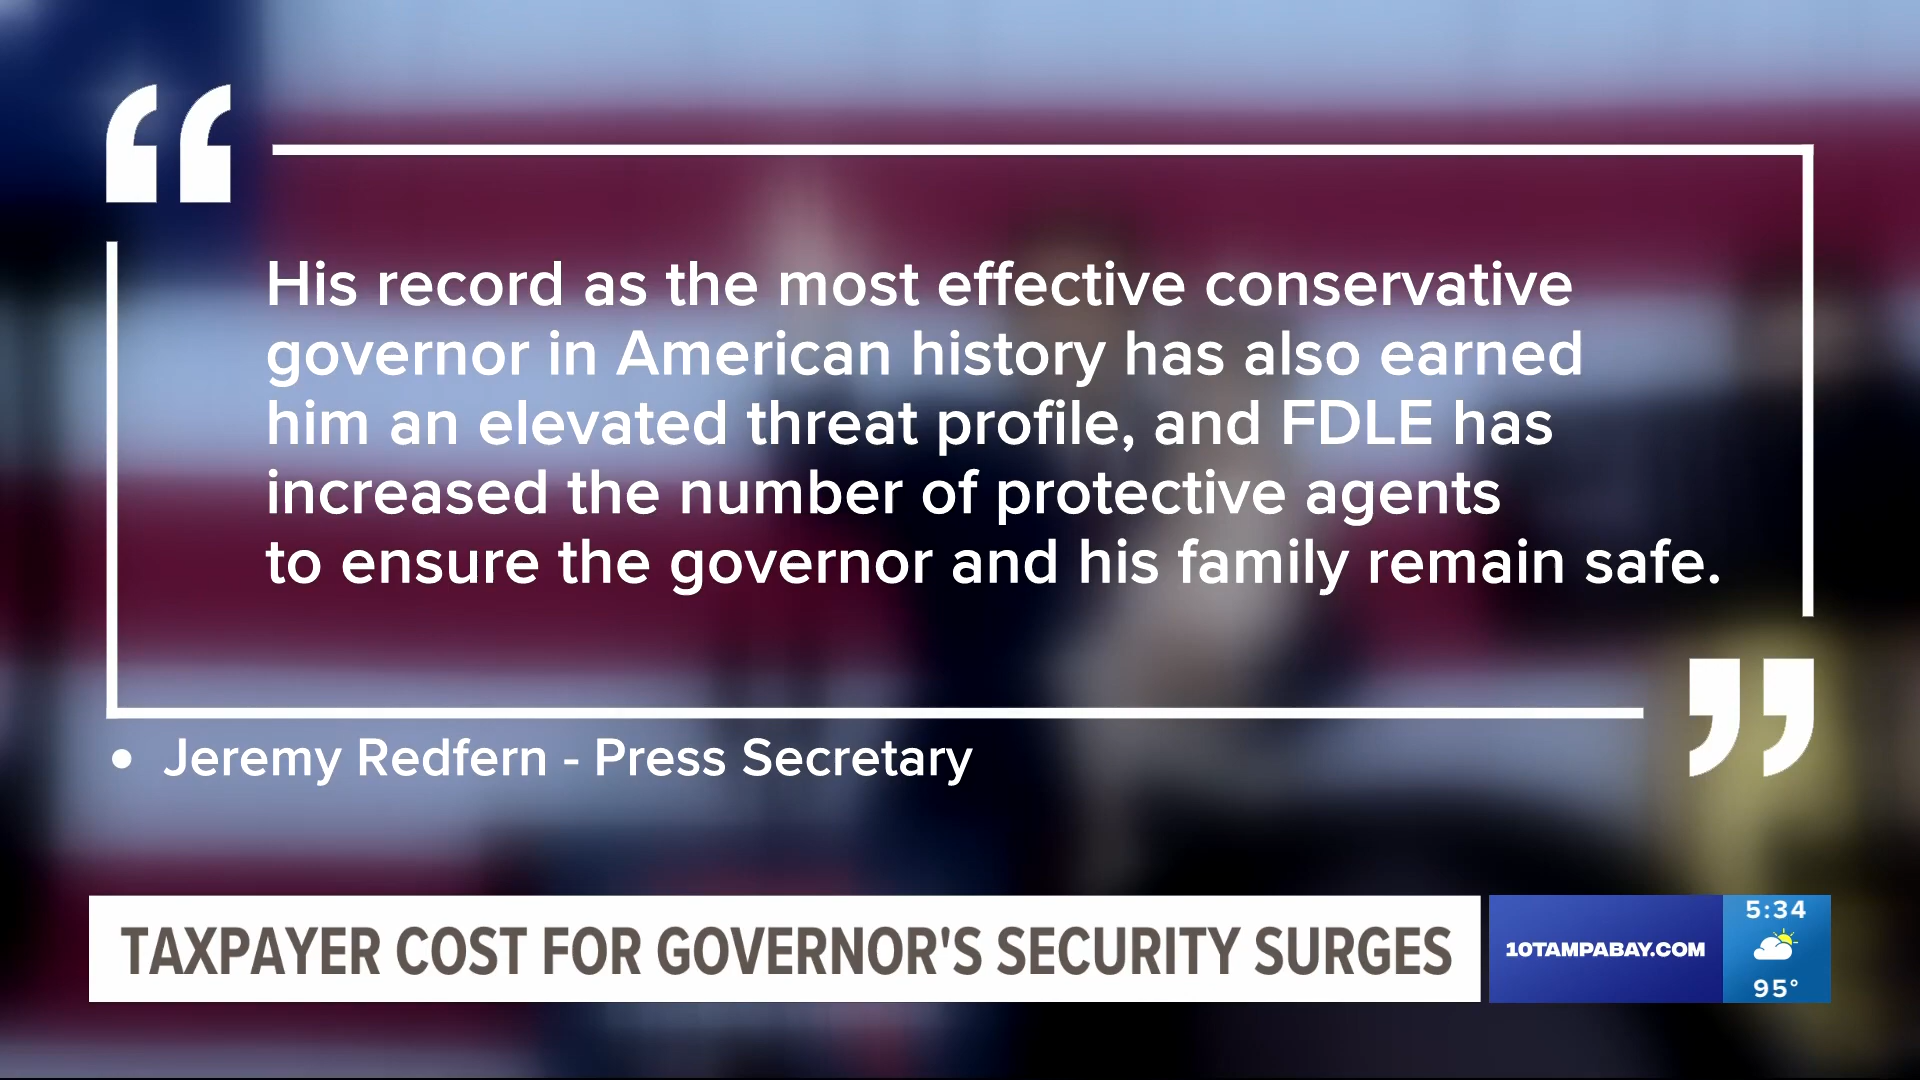 “
His record as the most effective conservative
governor in American history has also earned
him an elevated threat profile, and FDLE has
increased the number of protective agents
to ensure the governor and his family remain safe.
”
• Jeremy Redfern - Press Secretary
TAXPAYER COST FOR GOVERNOR'S SECURITY SURGES
10TAMPABAY.COM
5:34
95°